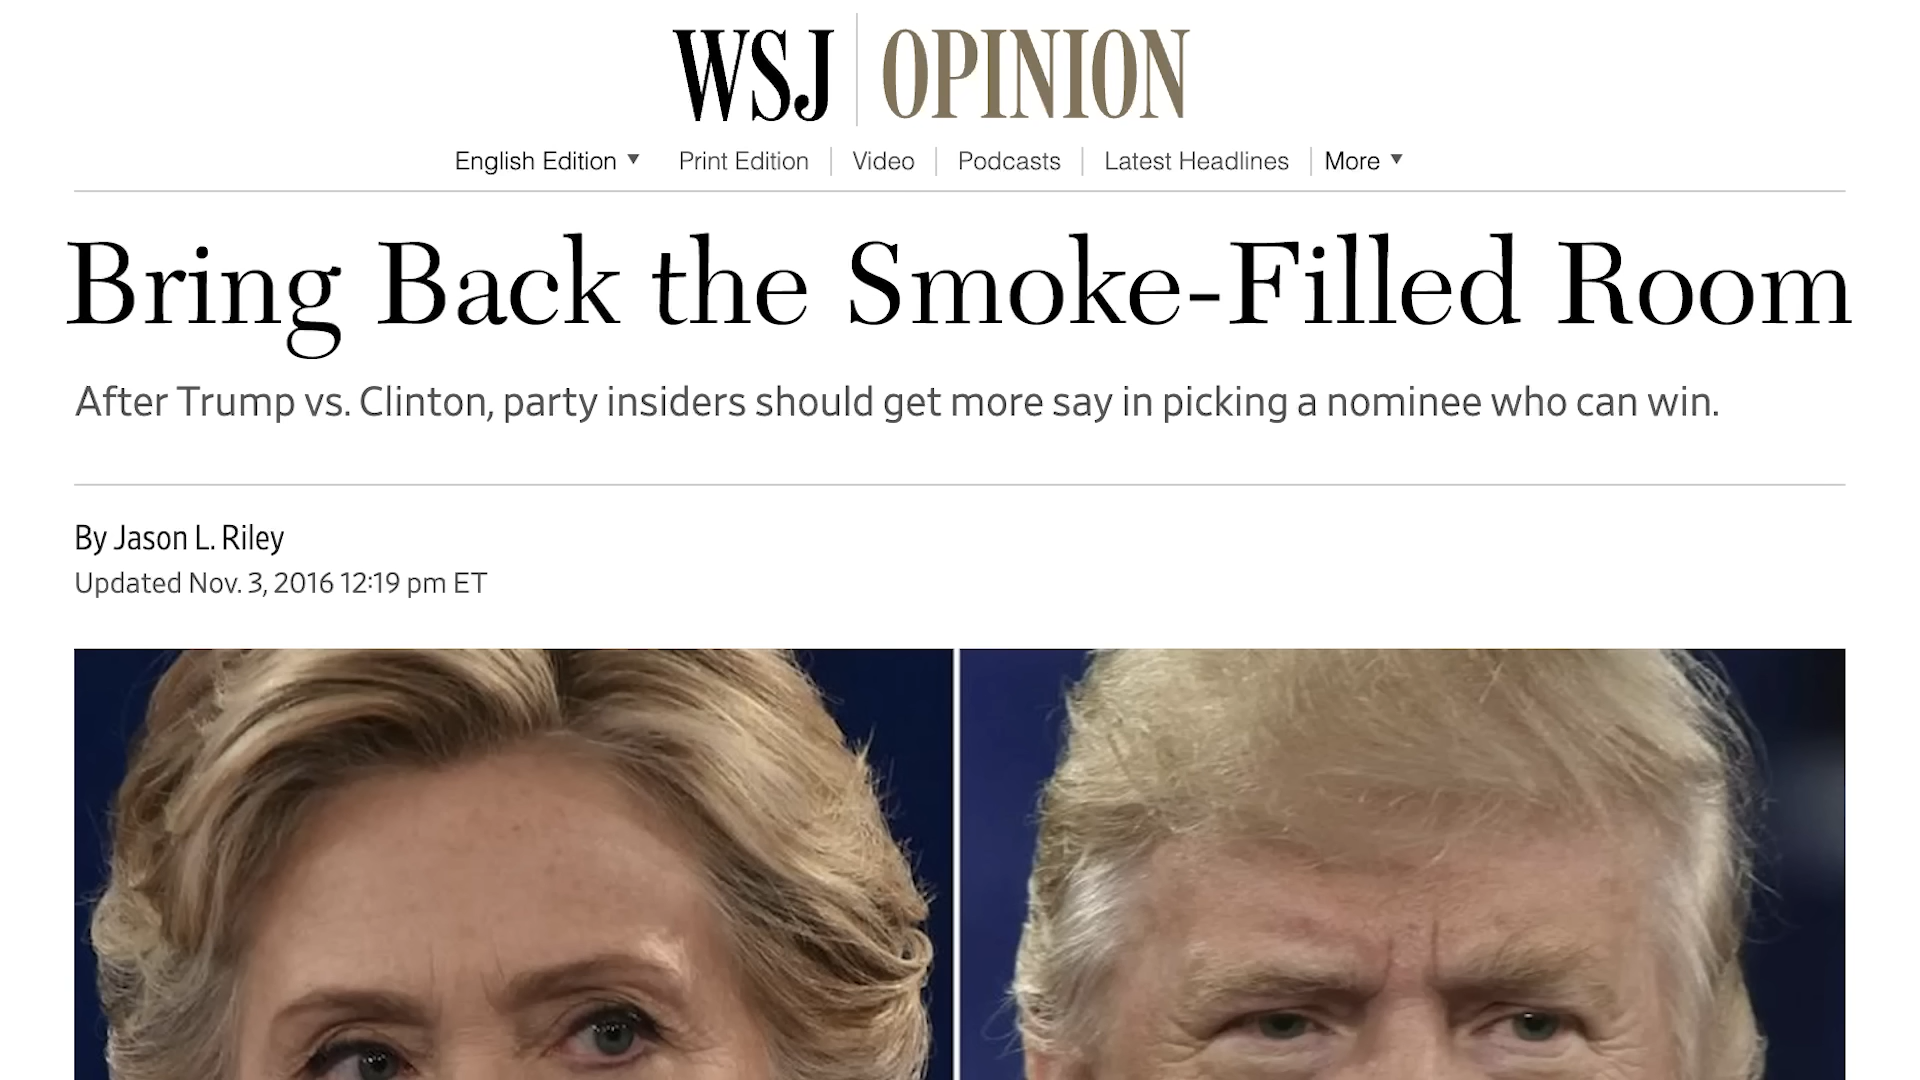 WSJ OPINION
English Edition ▼ Print Edition Video Podcasts Latest Headlines More ▼
Bring Back the Smoke-Filled Room
After Trump vs. Clinton, party insiders should get more say in picking a nominee who can win.
By Jason L. Riley
Updated Nov. 3, 2016 12:19 pm ET